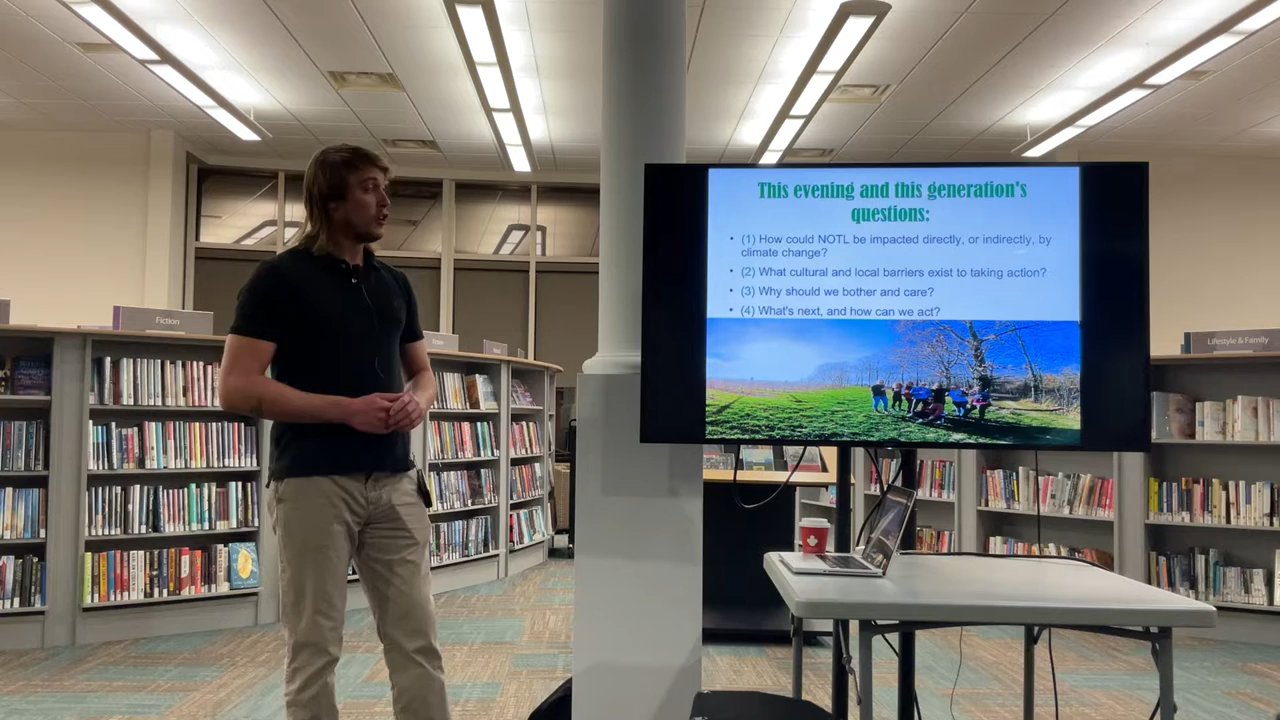 This evening and this generation's
questions:
• (1) How could NOTL be impacted directly, or indirectly, by
climate change?
• (2) What cultural and local barriers exist to taking action?
• (3) Why should we bother and care?
• (4) What's next, and how can we act?
Fiction
Lifestyle & Family